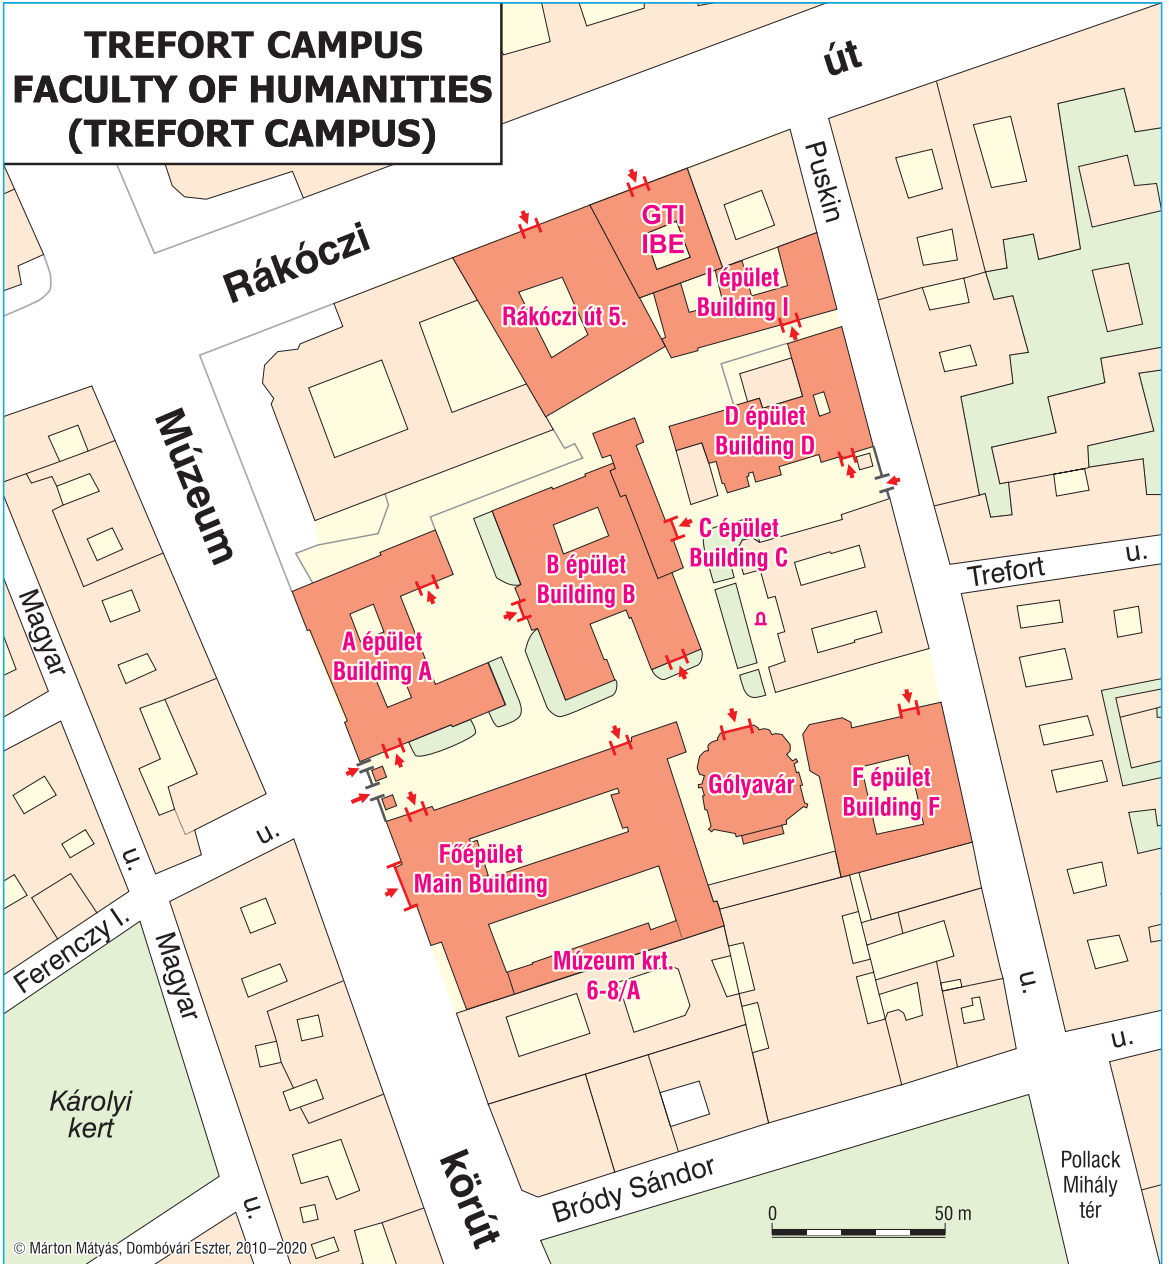 TREFORT CAMPUS
FACULTY OF HUMANITIES
(TREFORT CAMPUS)
út
Puskin
Rákóczi
GTI
IBE
I épület
Building I
Rákóczi út 5.
Múzeum
D épület
Building D
C épület
Building C
B épület
Building B
Trefort
u.
Magyar
A épület
Building A
P
Gólyavár
F épület
Building F
u.
u.
Főépület
Main Building
Ferenczy I.
Magyar
Múzeum krt.
6-8/A
u.
u.
Károlyi
kert
körút
Bródy Sándor
Pollack
Mihály
tér
u.
0
50 m
© Márton Mátyás, Dombóvári Eszter, 2010–2020